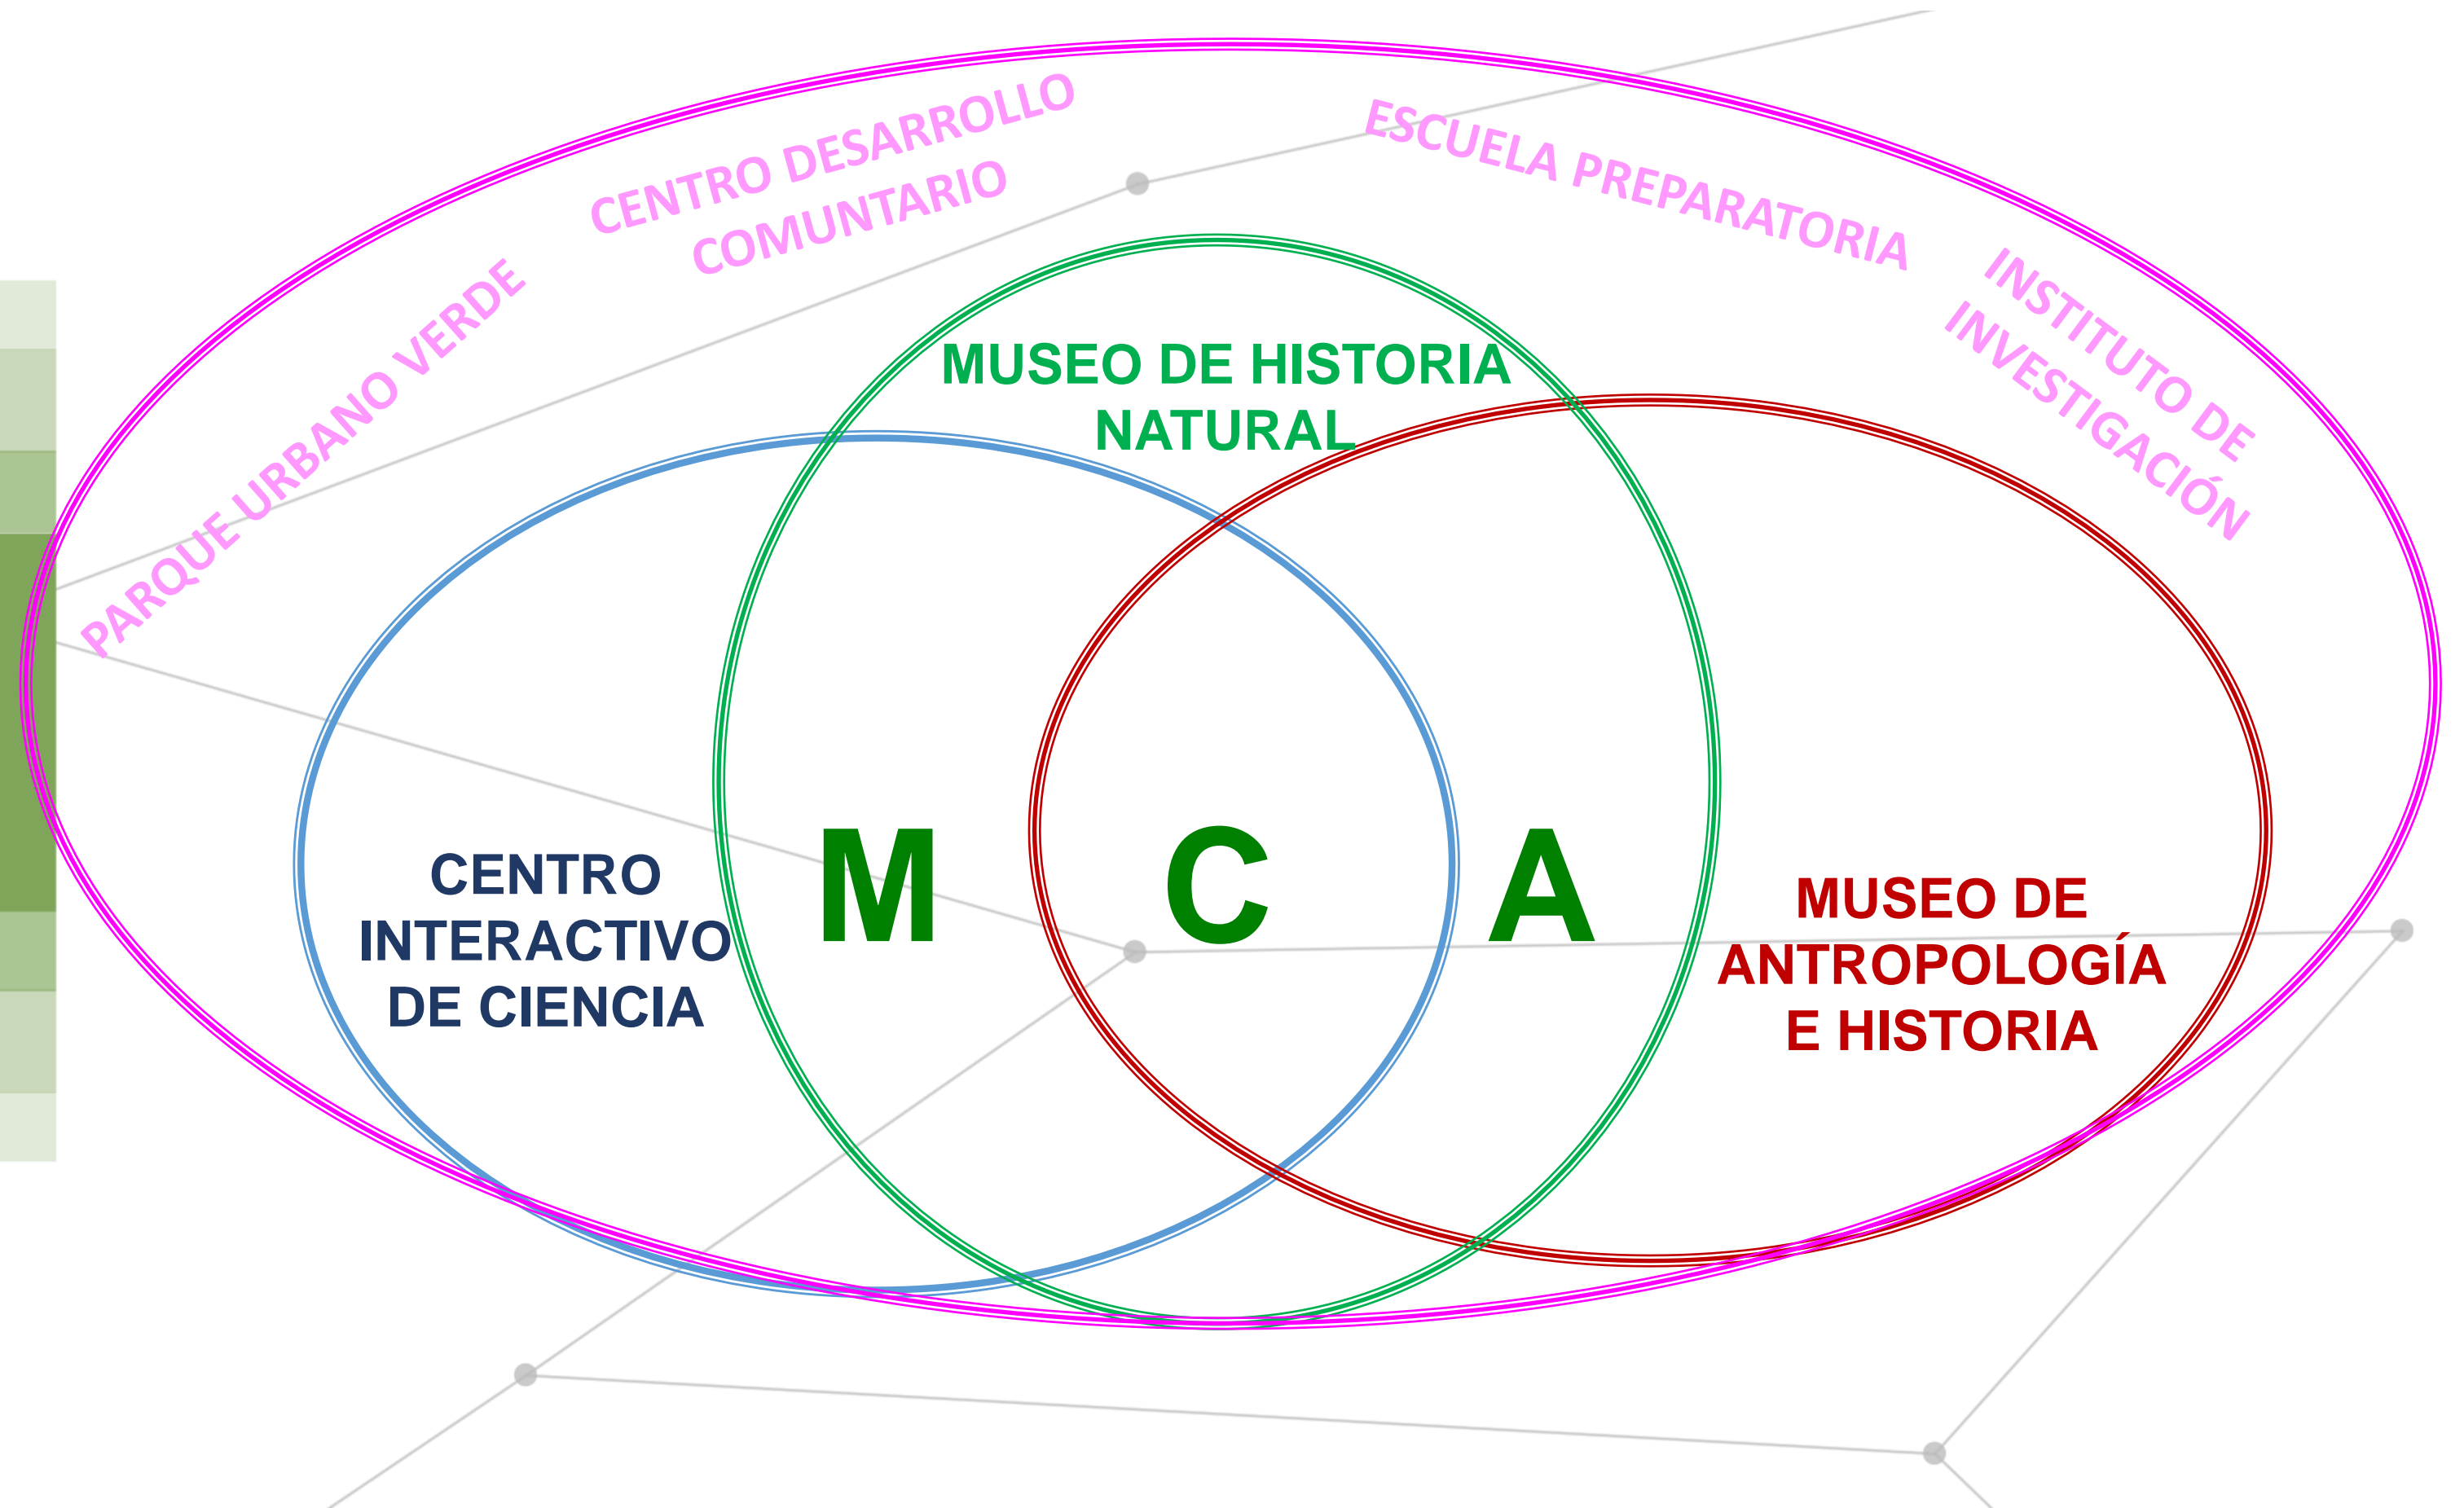 CENTRO DESARROLLO
COMUNTARIO
ESCUELA PREPARATORIA
PARQUE URBANO VERDE
INSTITUTO DE
INVESTIGACIÓN
MUSEO DE HISTORIA
NATURAL
CENTRO
INTERACTIVO
DE CIENCIA
M C A
MUSEO DE
ANTROPOLOGÍA
E HISTORIA